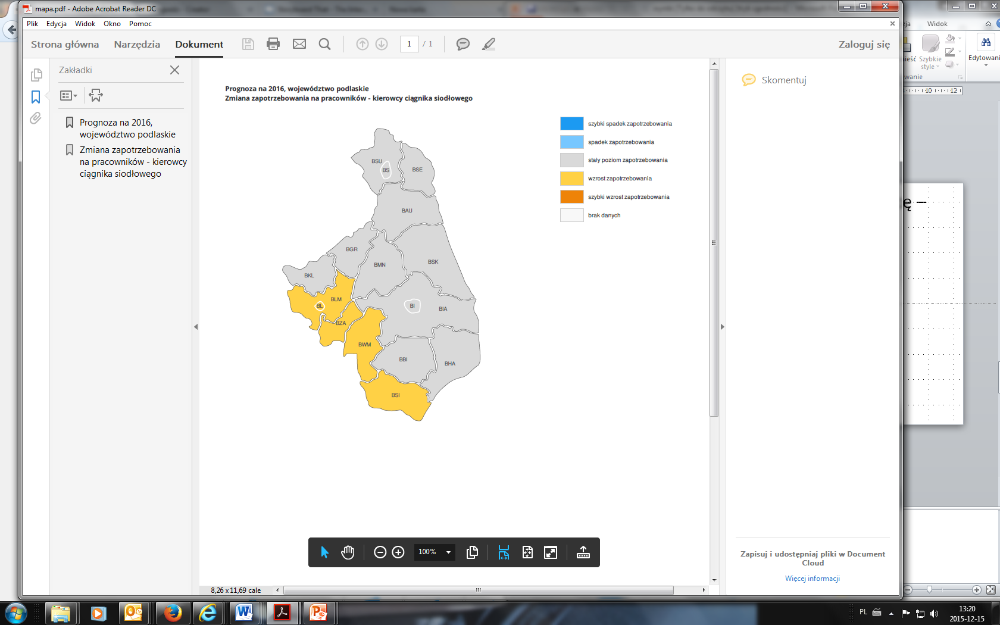 mapa.pdf - Adobe Acrobat Reader DC
Plik Edycja Widok Okno Pomoc
Strona główna Narzędzia Dokument
1 / 1
Zaloguj się
Widok
Szybkie
style
Edytowani
10 12
Zakładki
Prognoza na 2016,
województwo podlaskie
Zmiana zapotrzebowania
na pracowników - kierowcy
ciągnika siodłowego
Prognoza na 2016, województwo podlaskie
Zmiana zapotrzebowania na pracowników - kierowcy ciągnika siodłowego
szybki spadek zapotrzebowania
spadek zapotrzebowania
stały poziom zapotrzebowania
wzrost zapotrzebowania
szybki wzrost zapotrzebowania
brak danych
BSU
BS
BSE
BAU
BGR
BMN
BSK
BKL
BLM
BL
BI
BIA
BZA
BWM
BBI
BHA
BSI
Skomentuj
ę –
100%
Zapisuj i udostępniaj pliki w Document
Cloud
Więcej informacji
8,26 x 11,69 cale
PL
13:20
2015-12-15